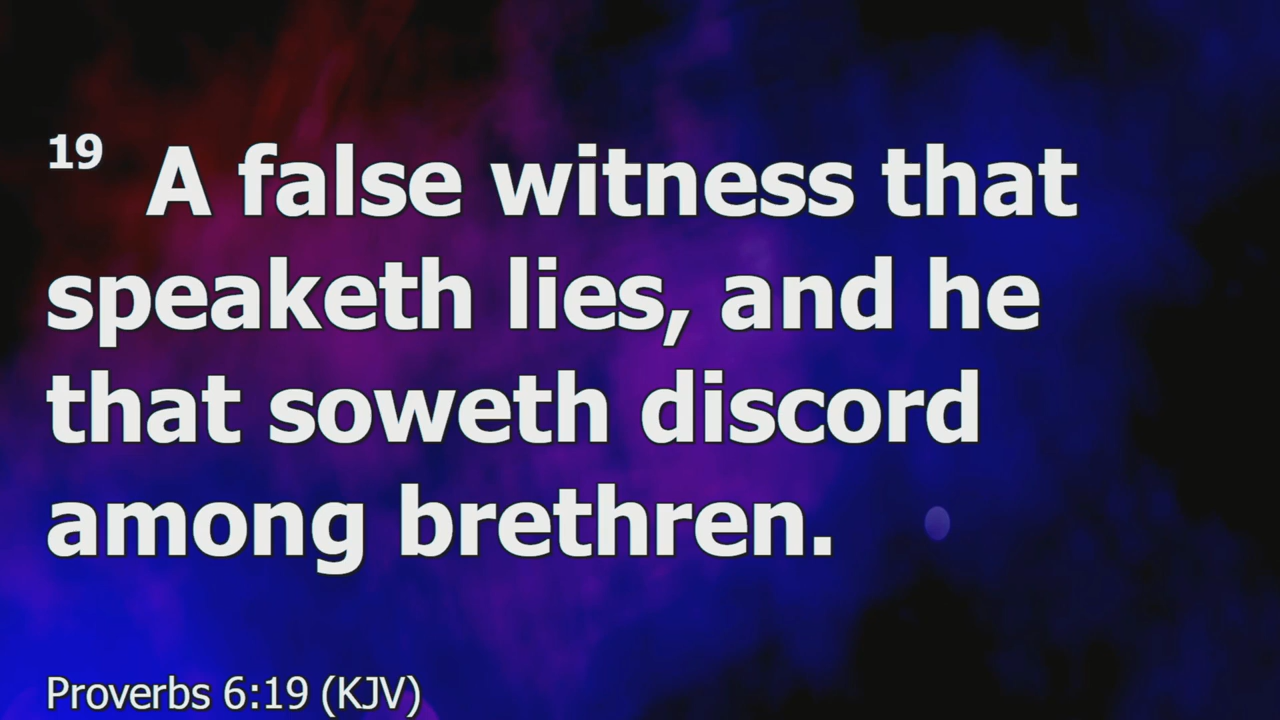 19 A false witness that
speaketh lies, and he
that soweth discord
among brethren.
Proverbs 6:19 (KJV)